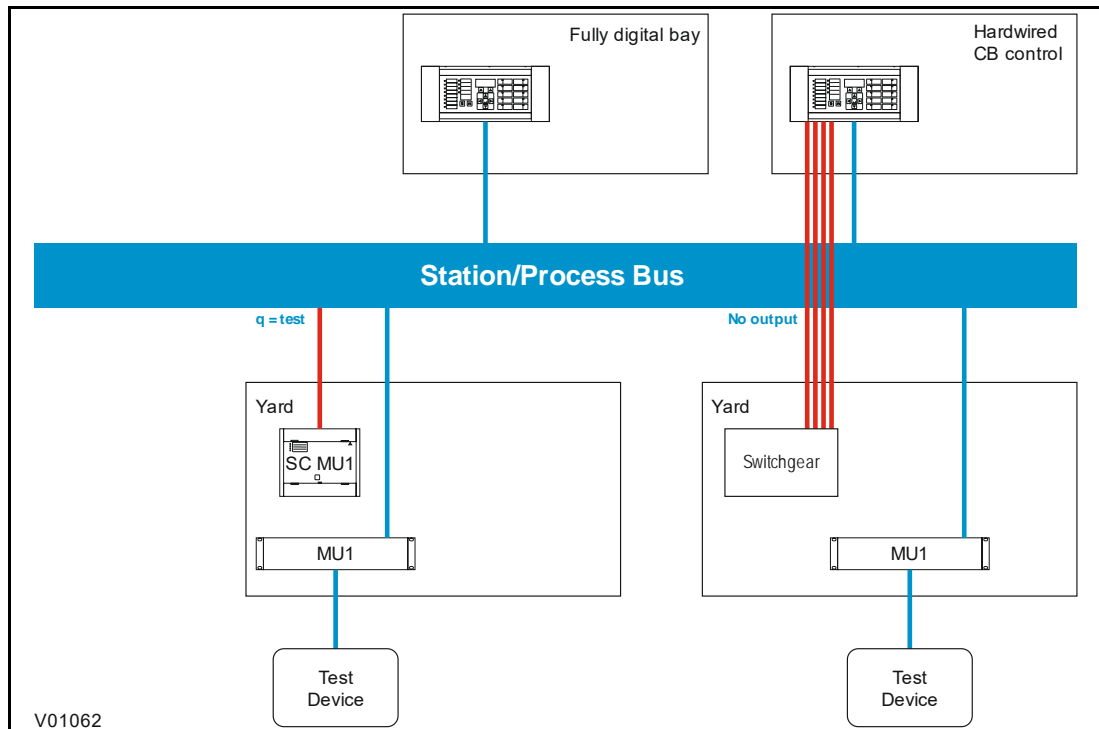 Fully digital bay
Hardwired
CB control
Station/Process Bus
q = test
No output
Yard
SC MU1
MU1
Yard
Switchgear
MU1
Test
Device
Test
Device
V01062